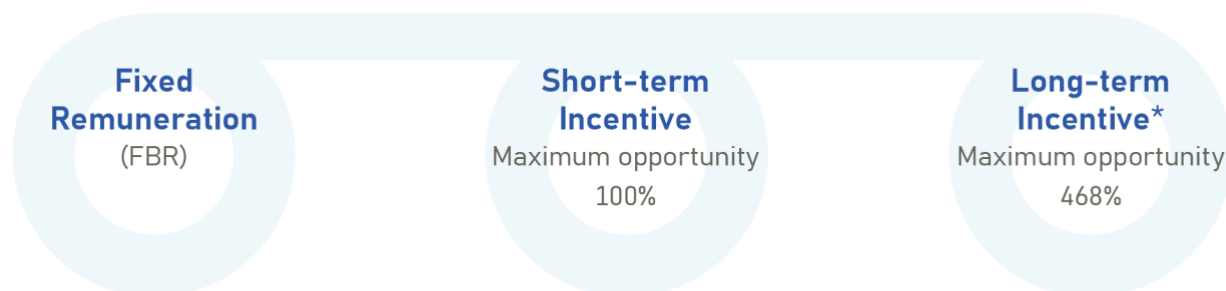 Fixed
Remuneration
(FBR)
Short-term
Incentive
Maximum opportunity
100%
Long-term
Incentive*
Maximum opportunity
468%